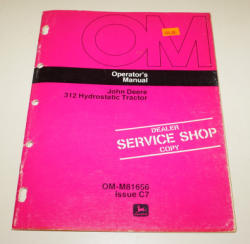 OM
Operator's
Manual
John Deere
312 Hydrostatic Tractor
DEALER
SERVICE SHOP
COPY
OM-M81656
Issue C7